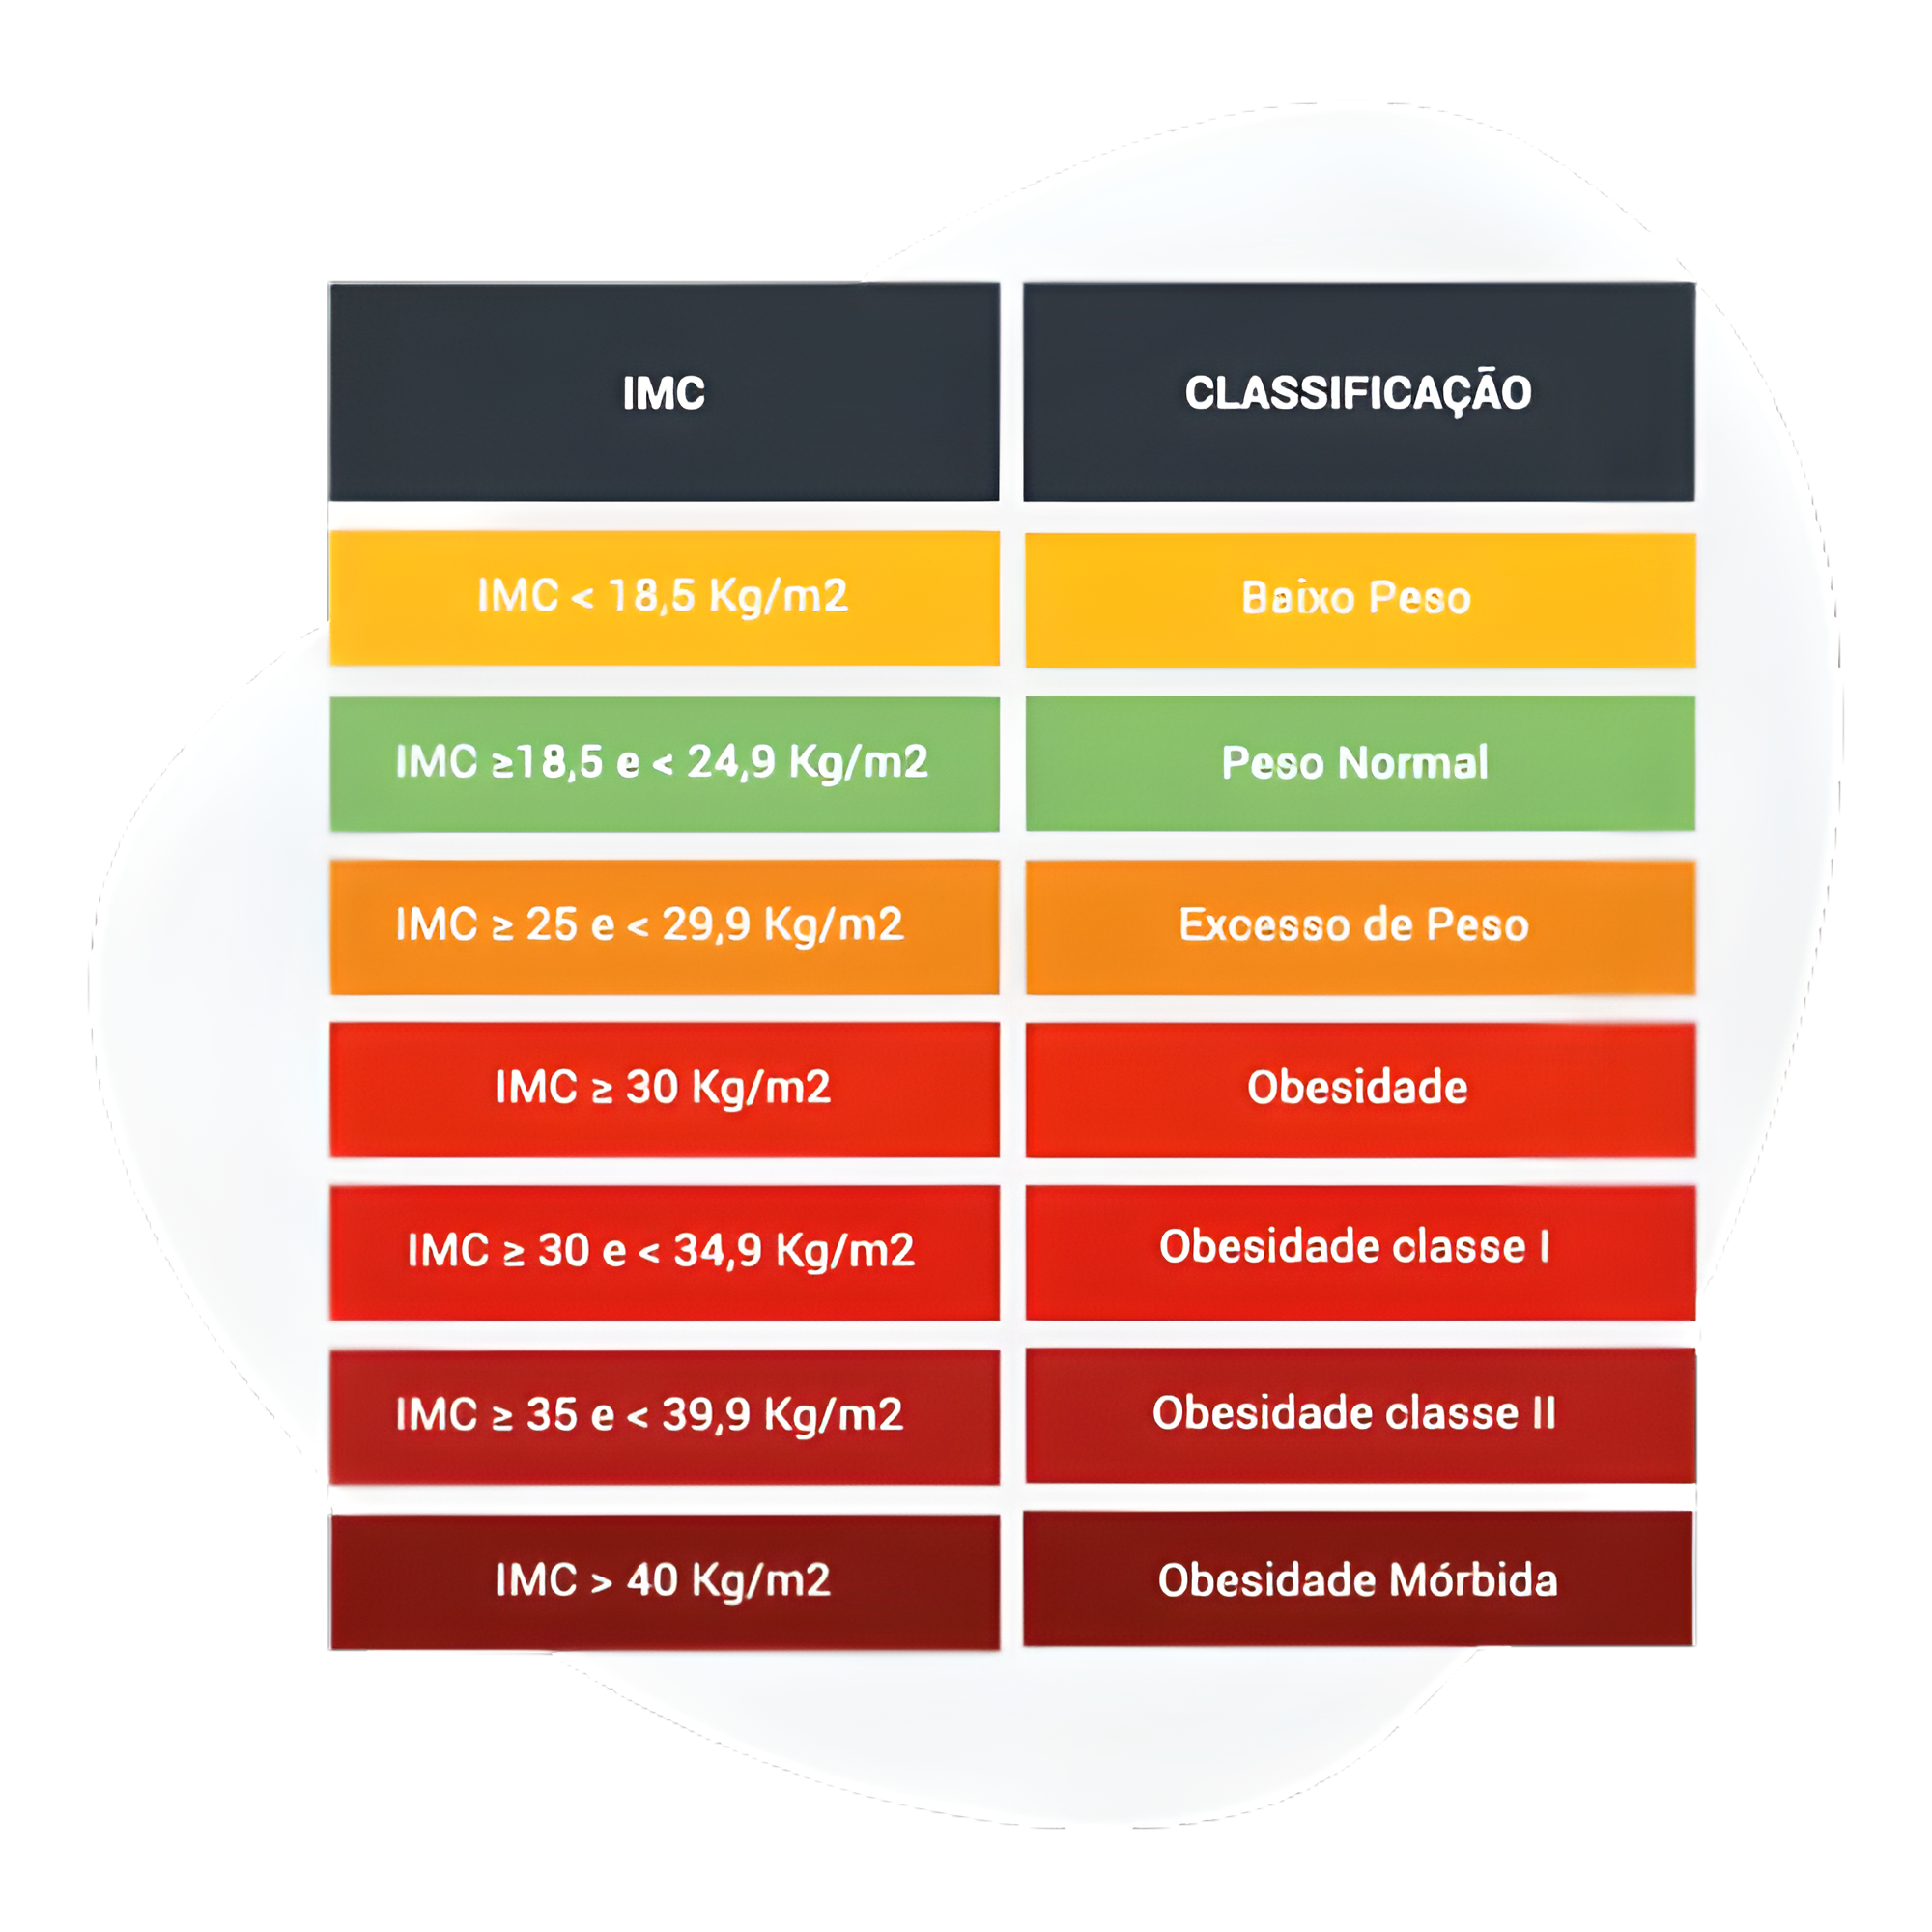 IMC CLASSIFICAÇÃO
IMC < 18,5 Kg/m2 Baixo Peso
IMC ≥18,5 e < 24,9 Kg/m2 Peso Normal
IMC ≥ 25 e < 29,9 Kg/m2 Excesso de Peso
IMC ≥ 30 Kg/m2 Obesidade
IMC ≥ 30 e < 34,9 Kg/m2 Obesidade classe I
IMC ≥ 35 e < 39,9 Kg/m2 Obesidade classe II
IMC > 40 Kg/m2 Obesidade Mórbida